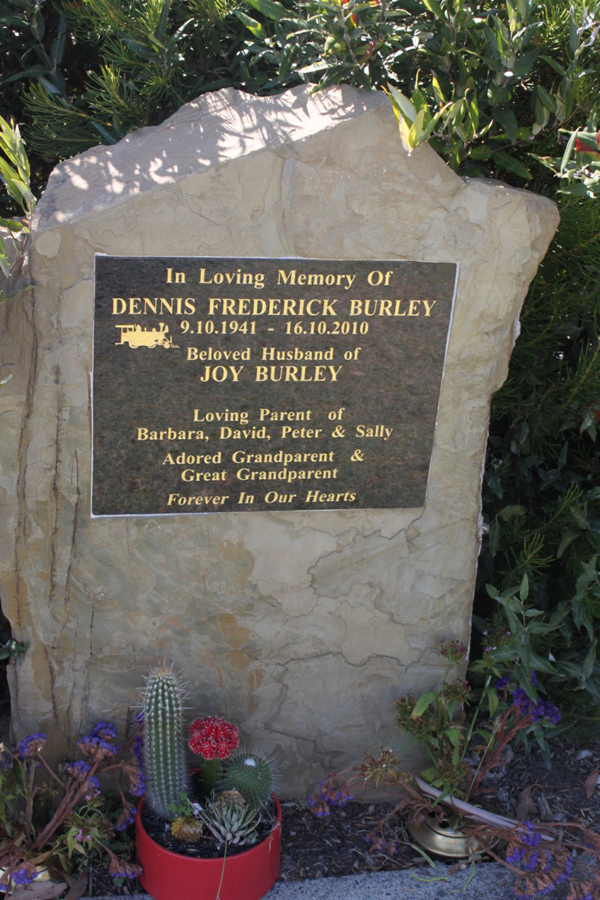 In Loving Memory Of
DENNIS FREDERICK BURLEY
9.10.1941 - 16.10.2010
Beloved Husband of
JOY BURLEY
Loving Parent of
Barbara, David, Peter & Sally
Adored Grandparent &
Great Grandparent
Forever In Our Hearts